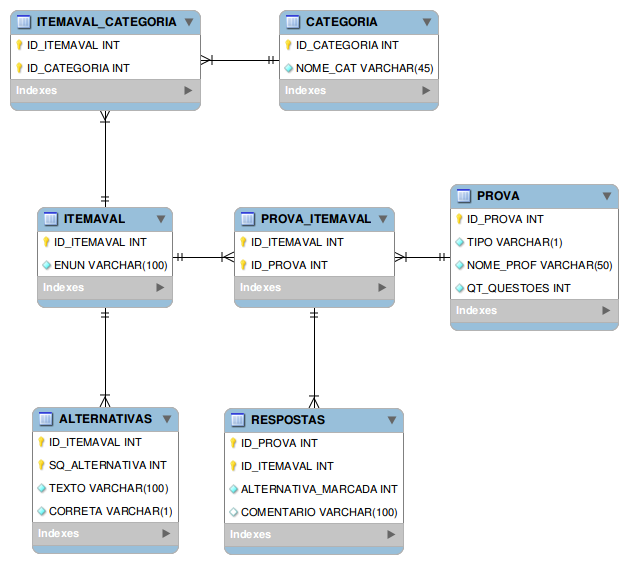 ITEMAVAL_CATEGORIA
ID_ITEMAVAL INT
ID_CATEGORIA INT
Indexes
CATEGORIA
ID_CATEGORIA INT
NOME_CAT VARCHAR(45)
Indexes
ITEMAVAL
ID_ITEMAVAL INT
ENUN VARCHAR(100)
Indexes
PROVA_ITEMAVAL
ID_ITEMAVAL INT
ID_PROVA INT
Indexes
PROVA
ID_PROVA INT
TIPO VARCHAR(1)
NOME_PROF VARCHAR(50)
QT_QUESTOES INT
Indexes
ALTERNATIVAS
ID_ITEMAVAL INT
SQ_ALTERNATIVA INT
TEXTO VARCHAR(100)
CORRETA VARCHAR(1)
Indexes
RESPOSTAS
ID_PROVA INT
ID_ITEMAVAL INT
ALTERNATIVA_MARCADA INT
COMENTARIO VARCHAR(100)
Indexes